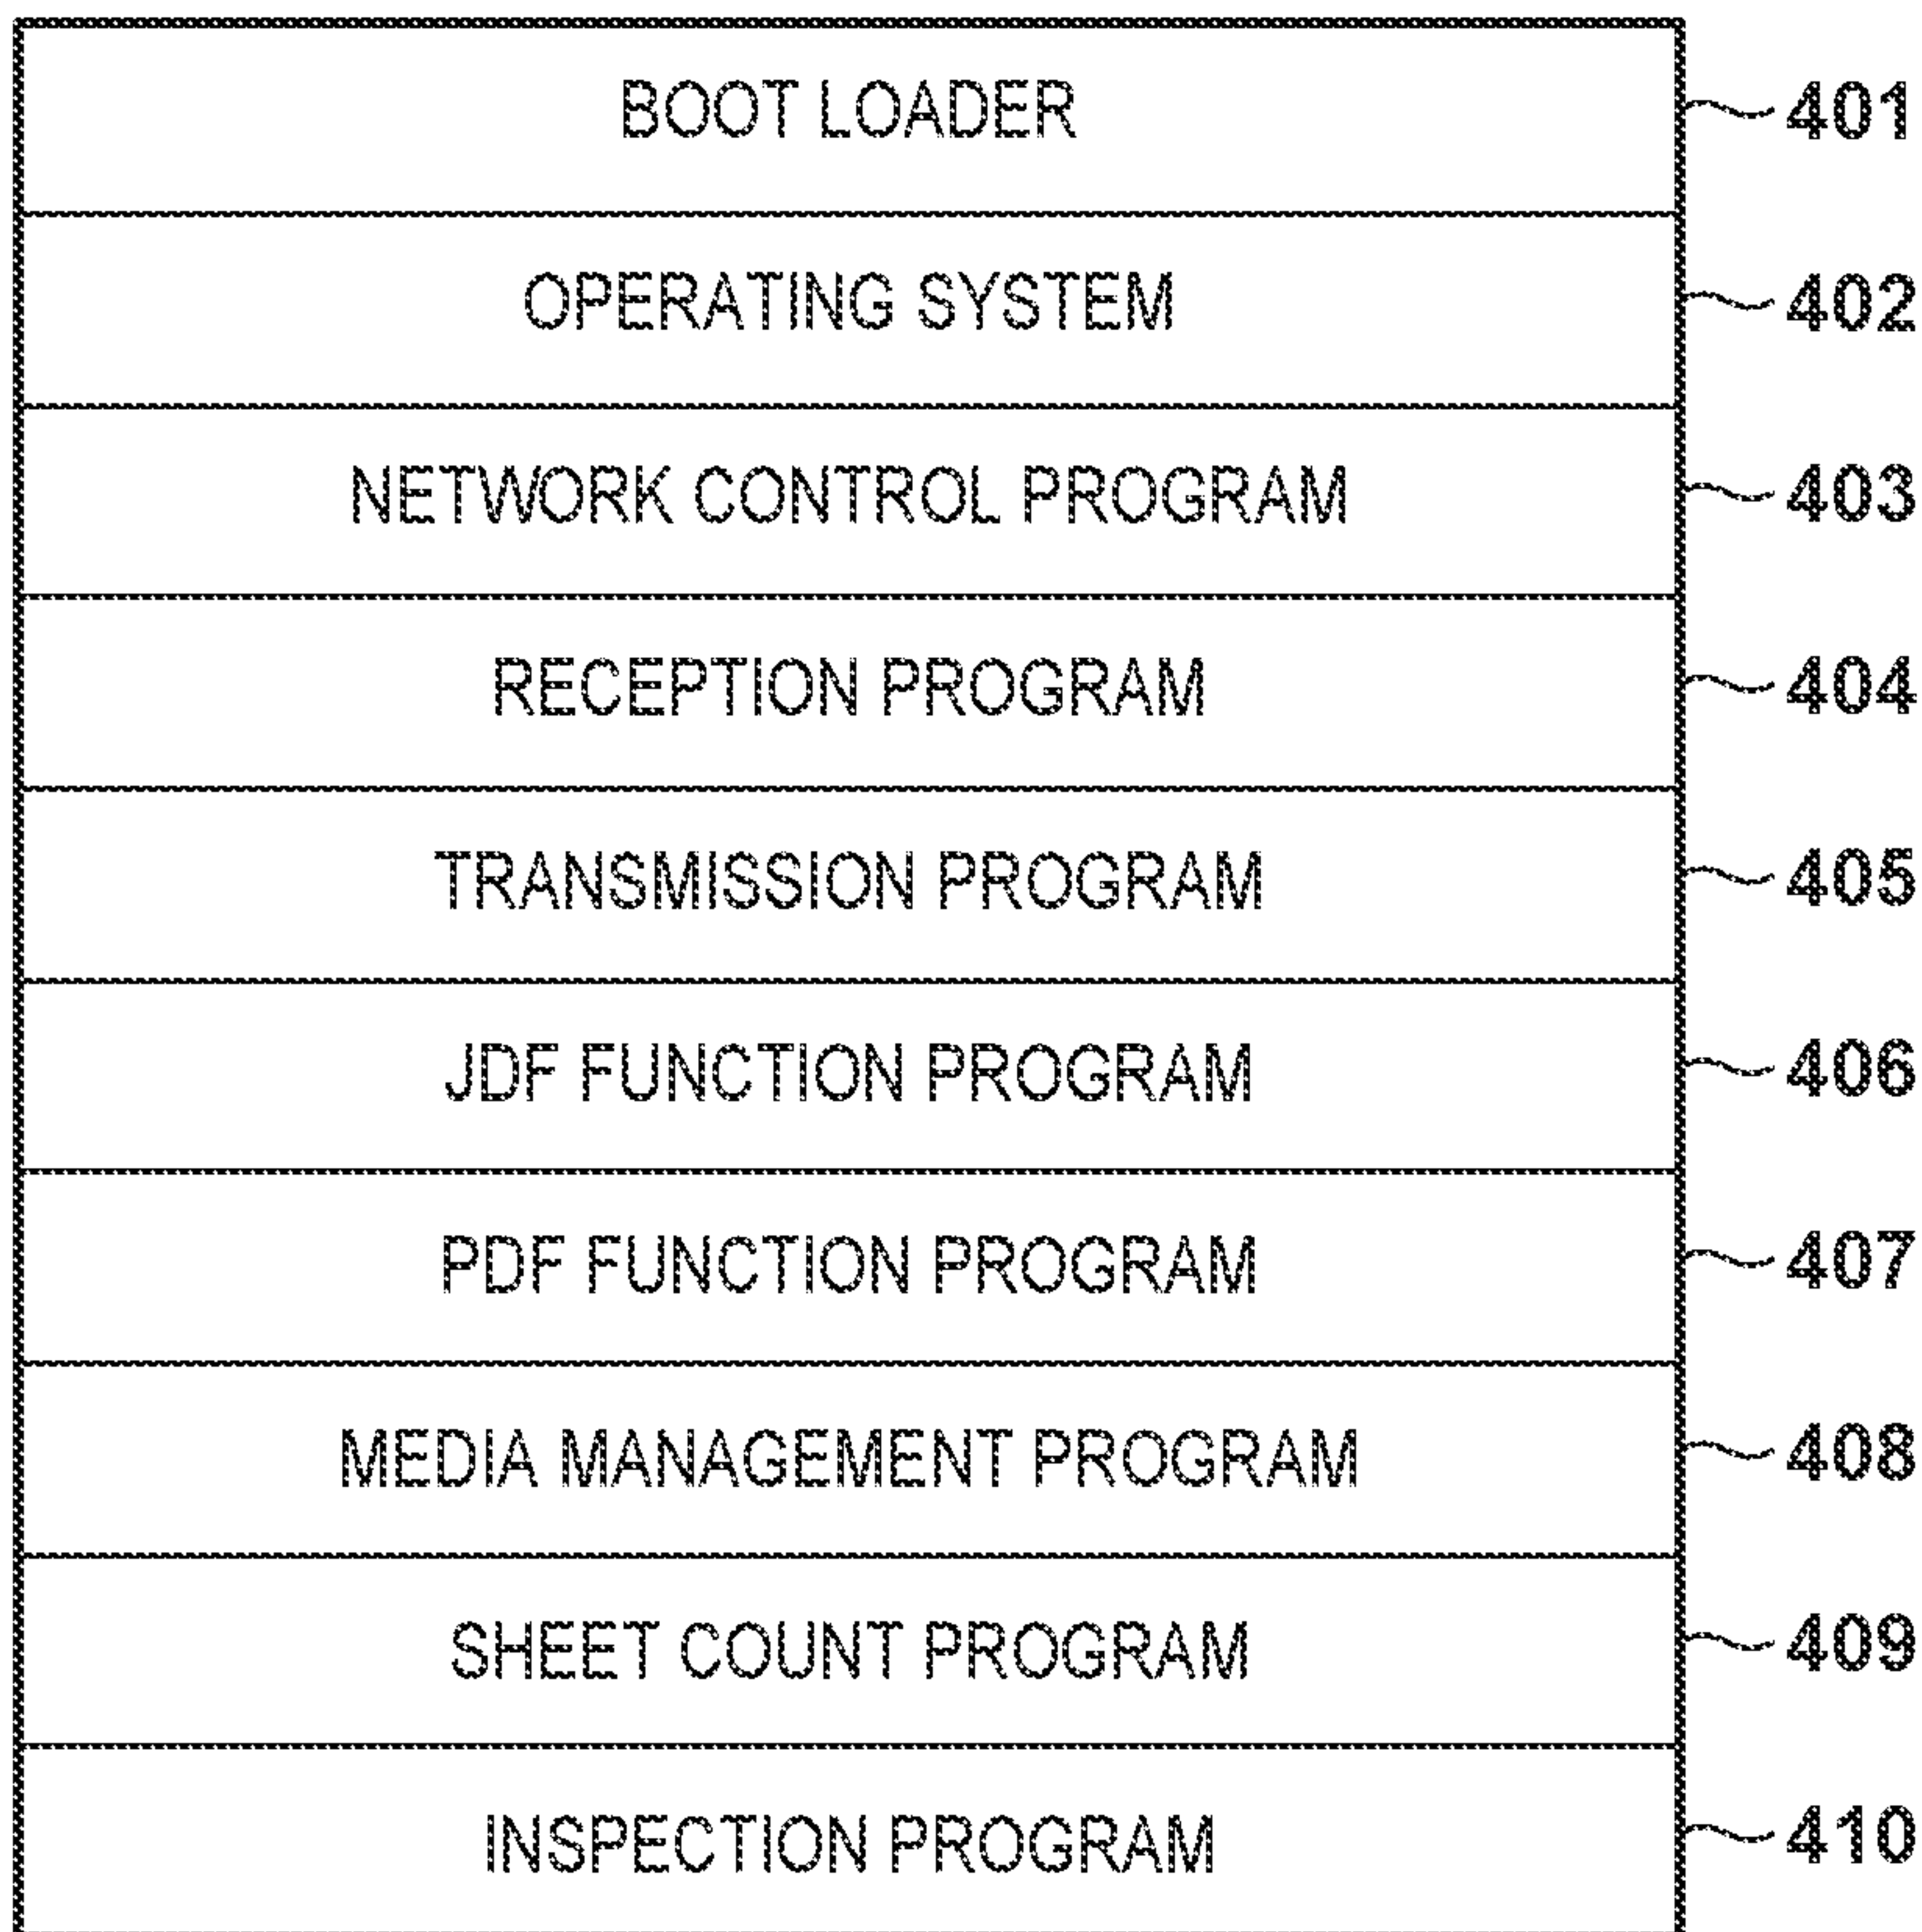 BOOT LOADER 401
OPERATING SYSTEM 402
NETWORK CONTROL PROGRAM 403
RECEPTION PROGRAM 404
TRANSMISSION PROGRAM 405
JDF FUNCTION PROGRAM 406
PDF FUNCTION PROGRAM 407
MEDIA MANAGEMENT PROGRAM 408
SHEET COUNT PROGRAM 409
INSPECTION PROGRAM 410